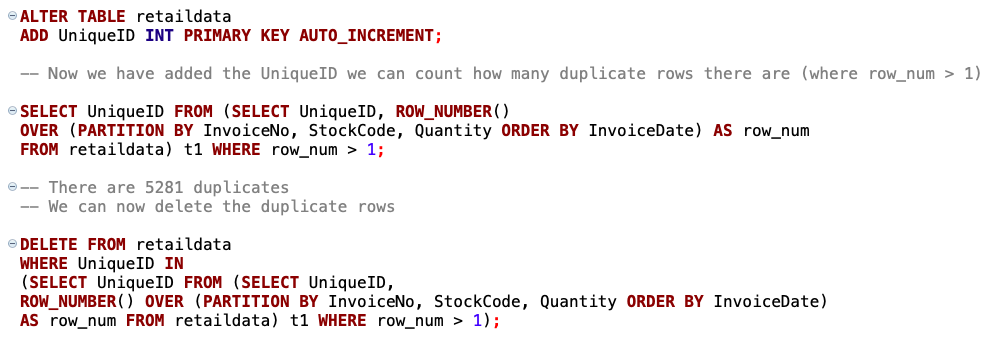 ALTER TABLE retaildata
ADD UniqueID INT PRIMARY KEY AUTO_INCREMENT;
-- Now we have added the UniqueID we can count how many duplicate rows there are (where row_num > 1)
SELECT UniqueID FROM (SELECT UniqueID, ROW_NUMBER()
OVER (PARTITION BY InvoiceNo, StockCode, Quantity ORDER BY InvoiceDate) AS row_num
FROM retaildata) t1 WHERE row_num > 1;
-- There are 5281 duplicates
-- We can now delete the duplicate rows
DELETE FROM retaildata
WHERE UniqueID IN
(SELECT UniqueID FROM (SELECT UniqueID,
ROW_NUMBER() OVER (PARTITION BY InvoiceNo, StockCode, Quantity ORDER BY InvoiceDate)
AS row_num FROM retaildata) t1 WHERE row_num > 1);